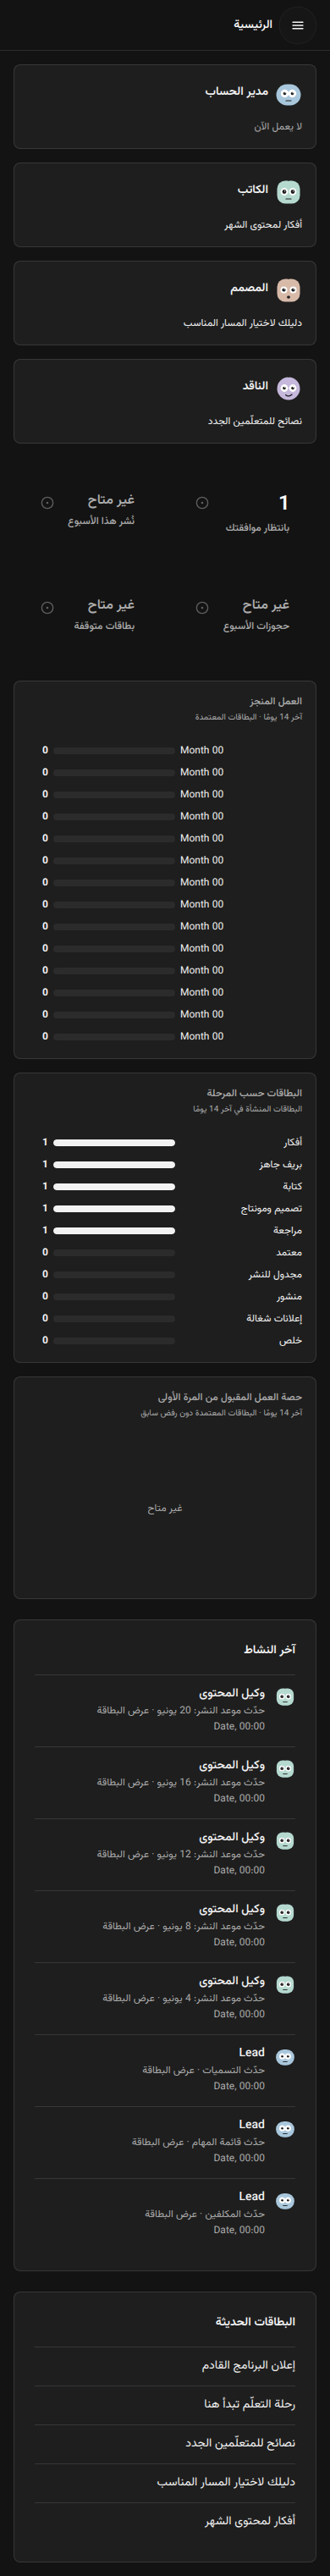 الرئيسية
مدير الحساب
لا يعمل الآن
الكاتب
أفكار لمحتوى الشهر
المصمم
دليلك لاختيار المسار المناسب
الناقد
نصائح للمتعلّمين الجدد
1
بانتظار موافقتك
غير متاح
نُشر هذا الأسبوع
غير متاح
حجوزات الأسبوع
غير متاح
بطاقات متوقفة
العمل المنجز
آخر 14 يومًا · البطاقات المعتمدة
Month 00 0
Month 00 0
Month 00 0
Month 00 0
Month 00 0
Month 00 0
Month 00 0
Month 00 0
Month 00 0
Month 00 0
Month 00 0
Month 00 0
Month 00 0
Month 00 0
البطاقات حسب المرحلة
البطاقات المنشأة في آخر 14 يومًا
أفكار 1
بريف جاهز 1
كتابة 1
تصميم ومونتاج 1
مراجعة 1
معتمد 0
مجدول للنشر 0
منشور 0
إعلانات شغالة 0
خلص 0
حصة العمل المقبول من المرة الأولى
آخر 14 يومًا · البطاقات المعتمدة دون رفض سابق
غير متاح
آخر النشاط
وكيل المحتوى
حدّث موعد النشر: 20 يونيو · عرض البطاقة
Date, 00:00
وكيل المحتوى
حدّث موعد النشر: 16 يونيو · عرض البطاقة
Date, 00:00
وكيل المحتوى
حدّث موعد النشر: 12 يونيو · عرض البطاقة
Date, 00:00
وكيل المحتوى
حدّث موعد النشر: 8 يونيو · عرض البطاقة
Date, 00:00
وكيل المحتوى
حدّث موعد النشر: 4 يونيو · عرض البطاقة
Date, 00:00
Lead
حدّث التسميات · عرض البطاقة
Date, 00:00
Lead
حدّث قائمة المهام · عرض البطاقة
Date, 00:00
Lead
حدّث المكلفين · عرض البطاقة
Date, 00:00
البطاقات الحديثة
إعلان البرنامج القادم
رحلة التعلّم تبدأ هنا
نصائح للمتعلّمين الجدد
دليلك لاختيار المسار المناسب
أفكار لمحتوى الشهر